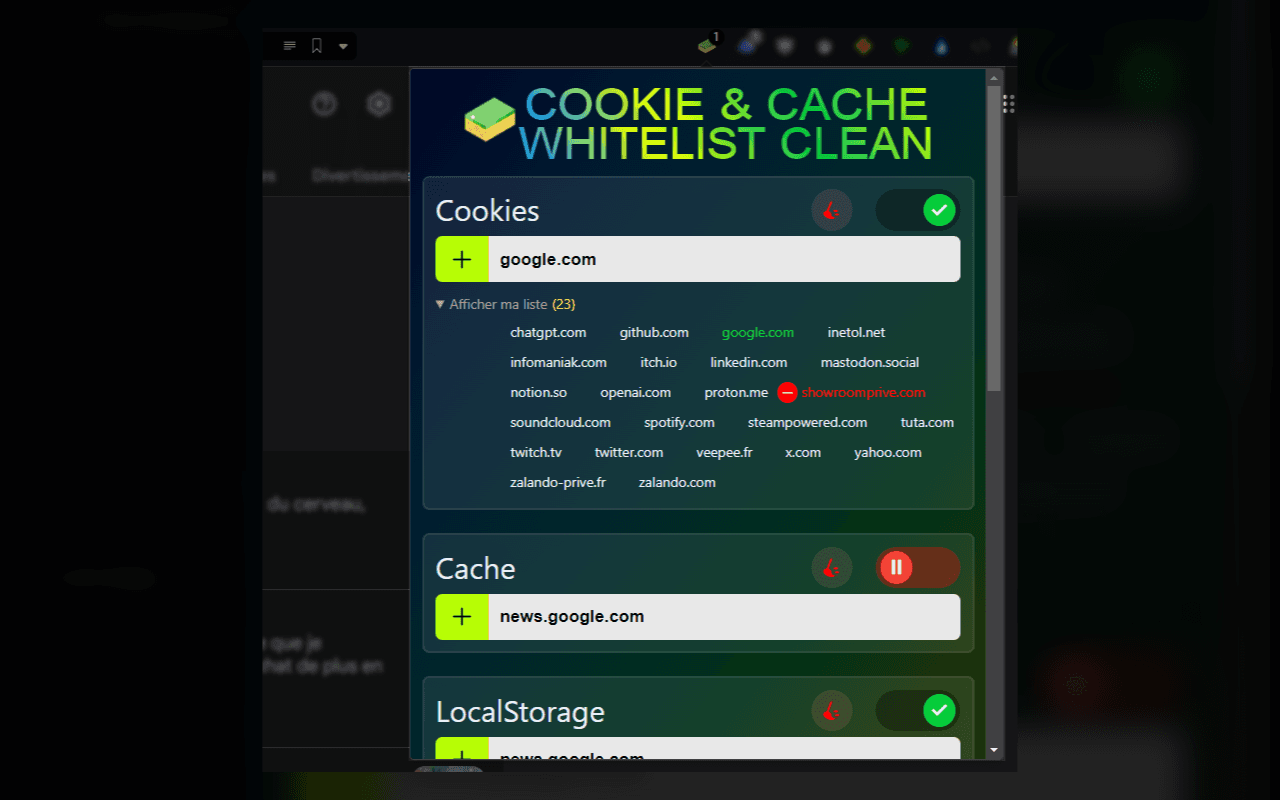 1
COOKIE & CACHE
WHITELIST CLEAN
Divertisseme
Cookies
google.com
Afficher ma liste (23)
chatgpt.com github.com google.com inetol.net
infomaniak.com itch.io linkedin.com mastodon.social
notion.so openai.com proton.me showroomprive.com
soundcloud.com spotify.com steampowered.com tuta.com
twitch.tv twitter.com veepee.fr x.com yahoo.com
zalando-prive.fr zalando.com
du cerveau,
Cache
news.google.com
que je
hat de plus en
LocalStorage
news.google.com